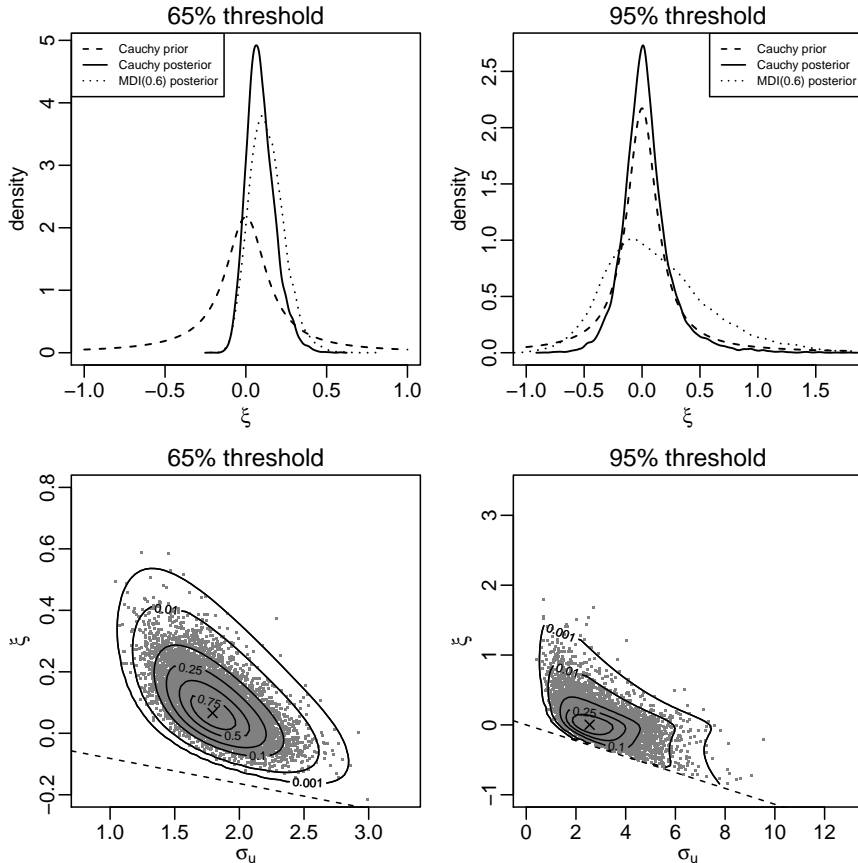 65% threshold
Cauchy prior
Cauchy posterior
MDI(0.6) posterior
density
0
1
2
3
4
5
−1.0 −0.5 0.0 0.5 1.0
ξ
95% threshold
Cauchy prior
Cauchy posterior
MDI(0.6) posterior
density
0.0 0.5 1.0 1.5 2.0 2.5
−1.0 −0.5 0.0 0.5 1.0 1.5
ξ
65% threshold
ξ
−0.2 0.0 0.2 0.4 0.6 0.8
0.01
0.25
0.75
0.5
0.1
0.001
1.0 1.5 2.0 2.5 3.0
σu
95% threshold
ξ
−1 0 1 2 3
0.001
0.01
0.25
0.1
0 2 4 6 8 10 12
σu